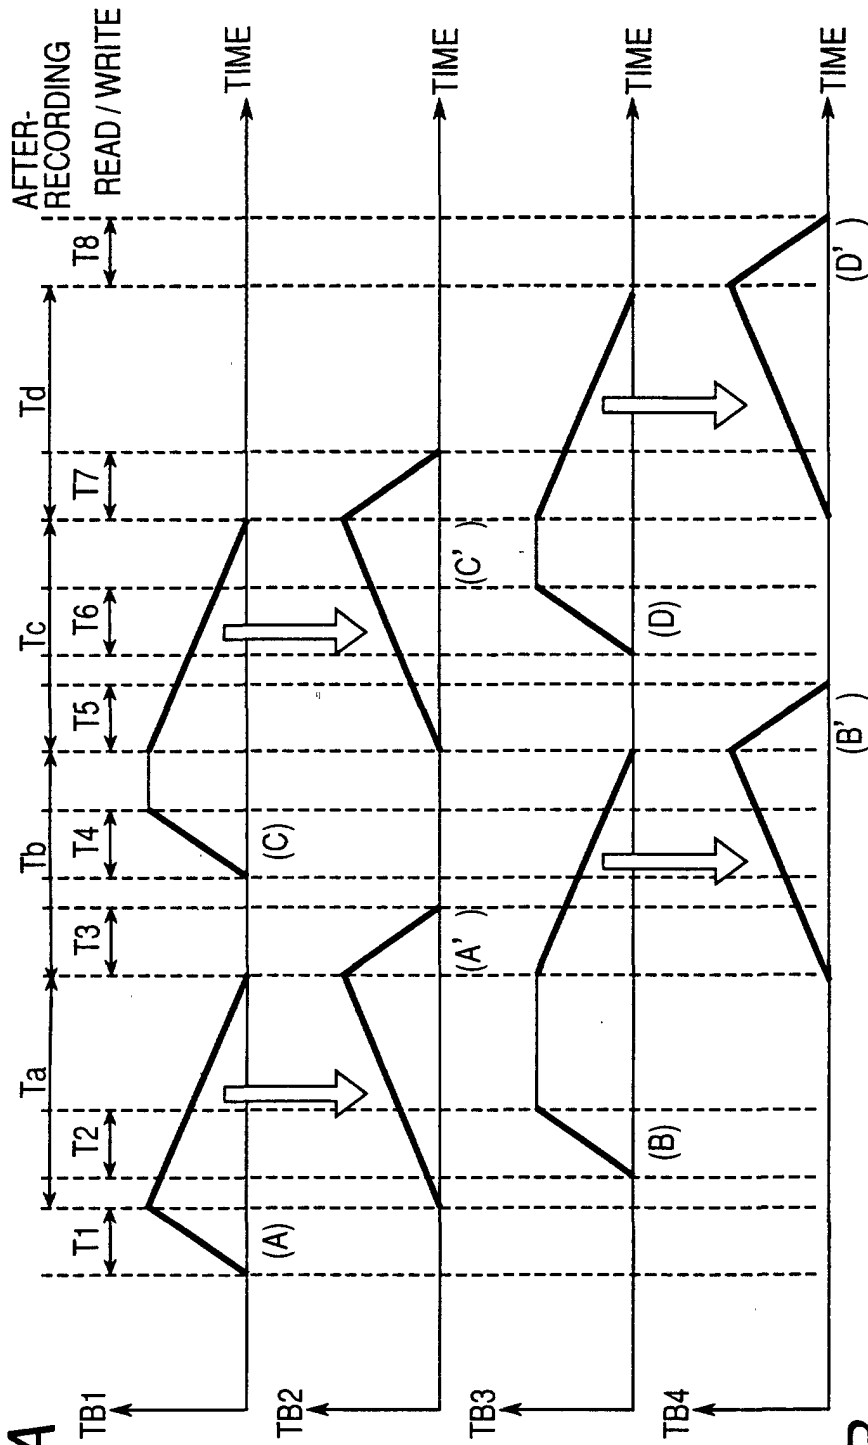 AFTER-
RECORDING
READ / WRITE
Ta
Tb
Tc
Td
T1
T2
T3
T4
T5
T6
T7
T8
TB1
(A)
(C)
TIME
TB2
(A' )
(C' )
TIME
TB3
(B)
(D)
TIME
TB4
(B' )
(D' )
TIME
A